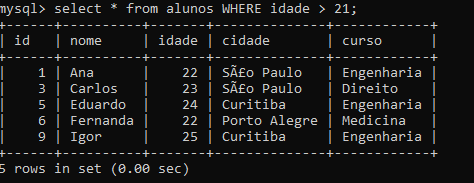 mysql> select * from alunos WHERE idade > 21;
+----+----------+-------+--------------+------------+
| id | nome     | idade | cidade       | curso      |
+----+----------+-------+--------------+------------+
|  1 | Ana      |    22 | SÃ£o Paulo   | Engenharia |
|  3 | Carlos   |    23 | SÃ£o Paulo   | Direito    |
|  5 | Eduardo  |    24 | Curitiba     | Engenharia |
|  6 | Fernanda |    22 | Porto Alegre | Medicina   |
|  9 | Igor     |    25 | Curitiba     | Engenharia |
+----+----------+-------+--------------+------------+
5 rows in set (0.00 sec)